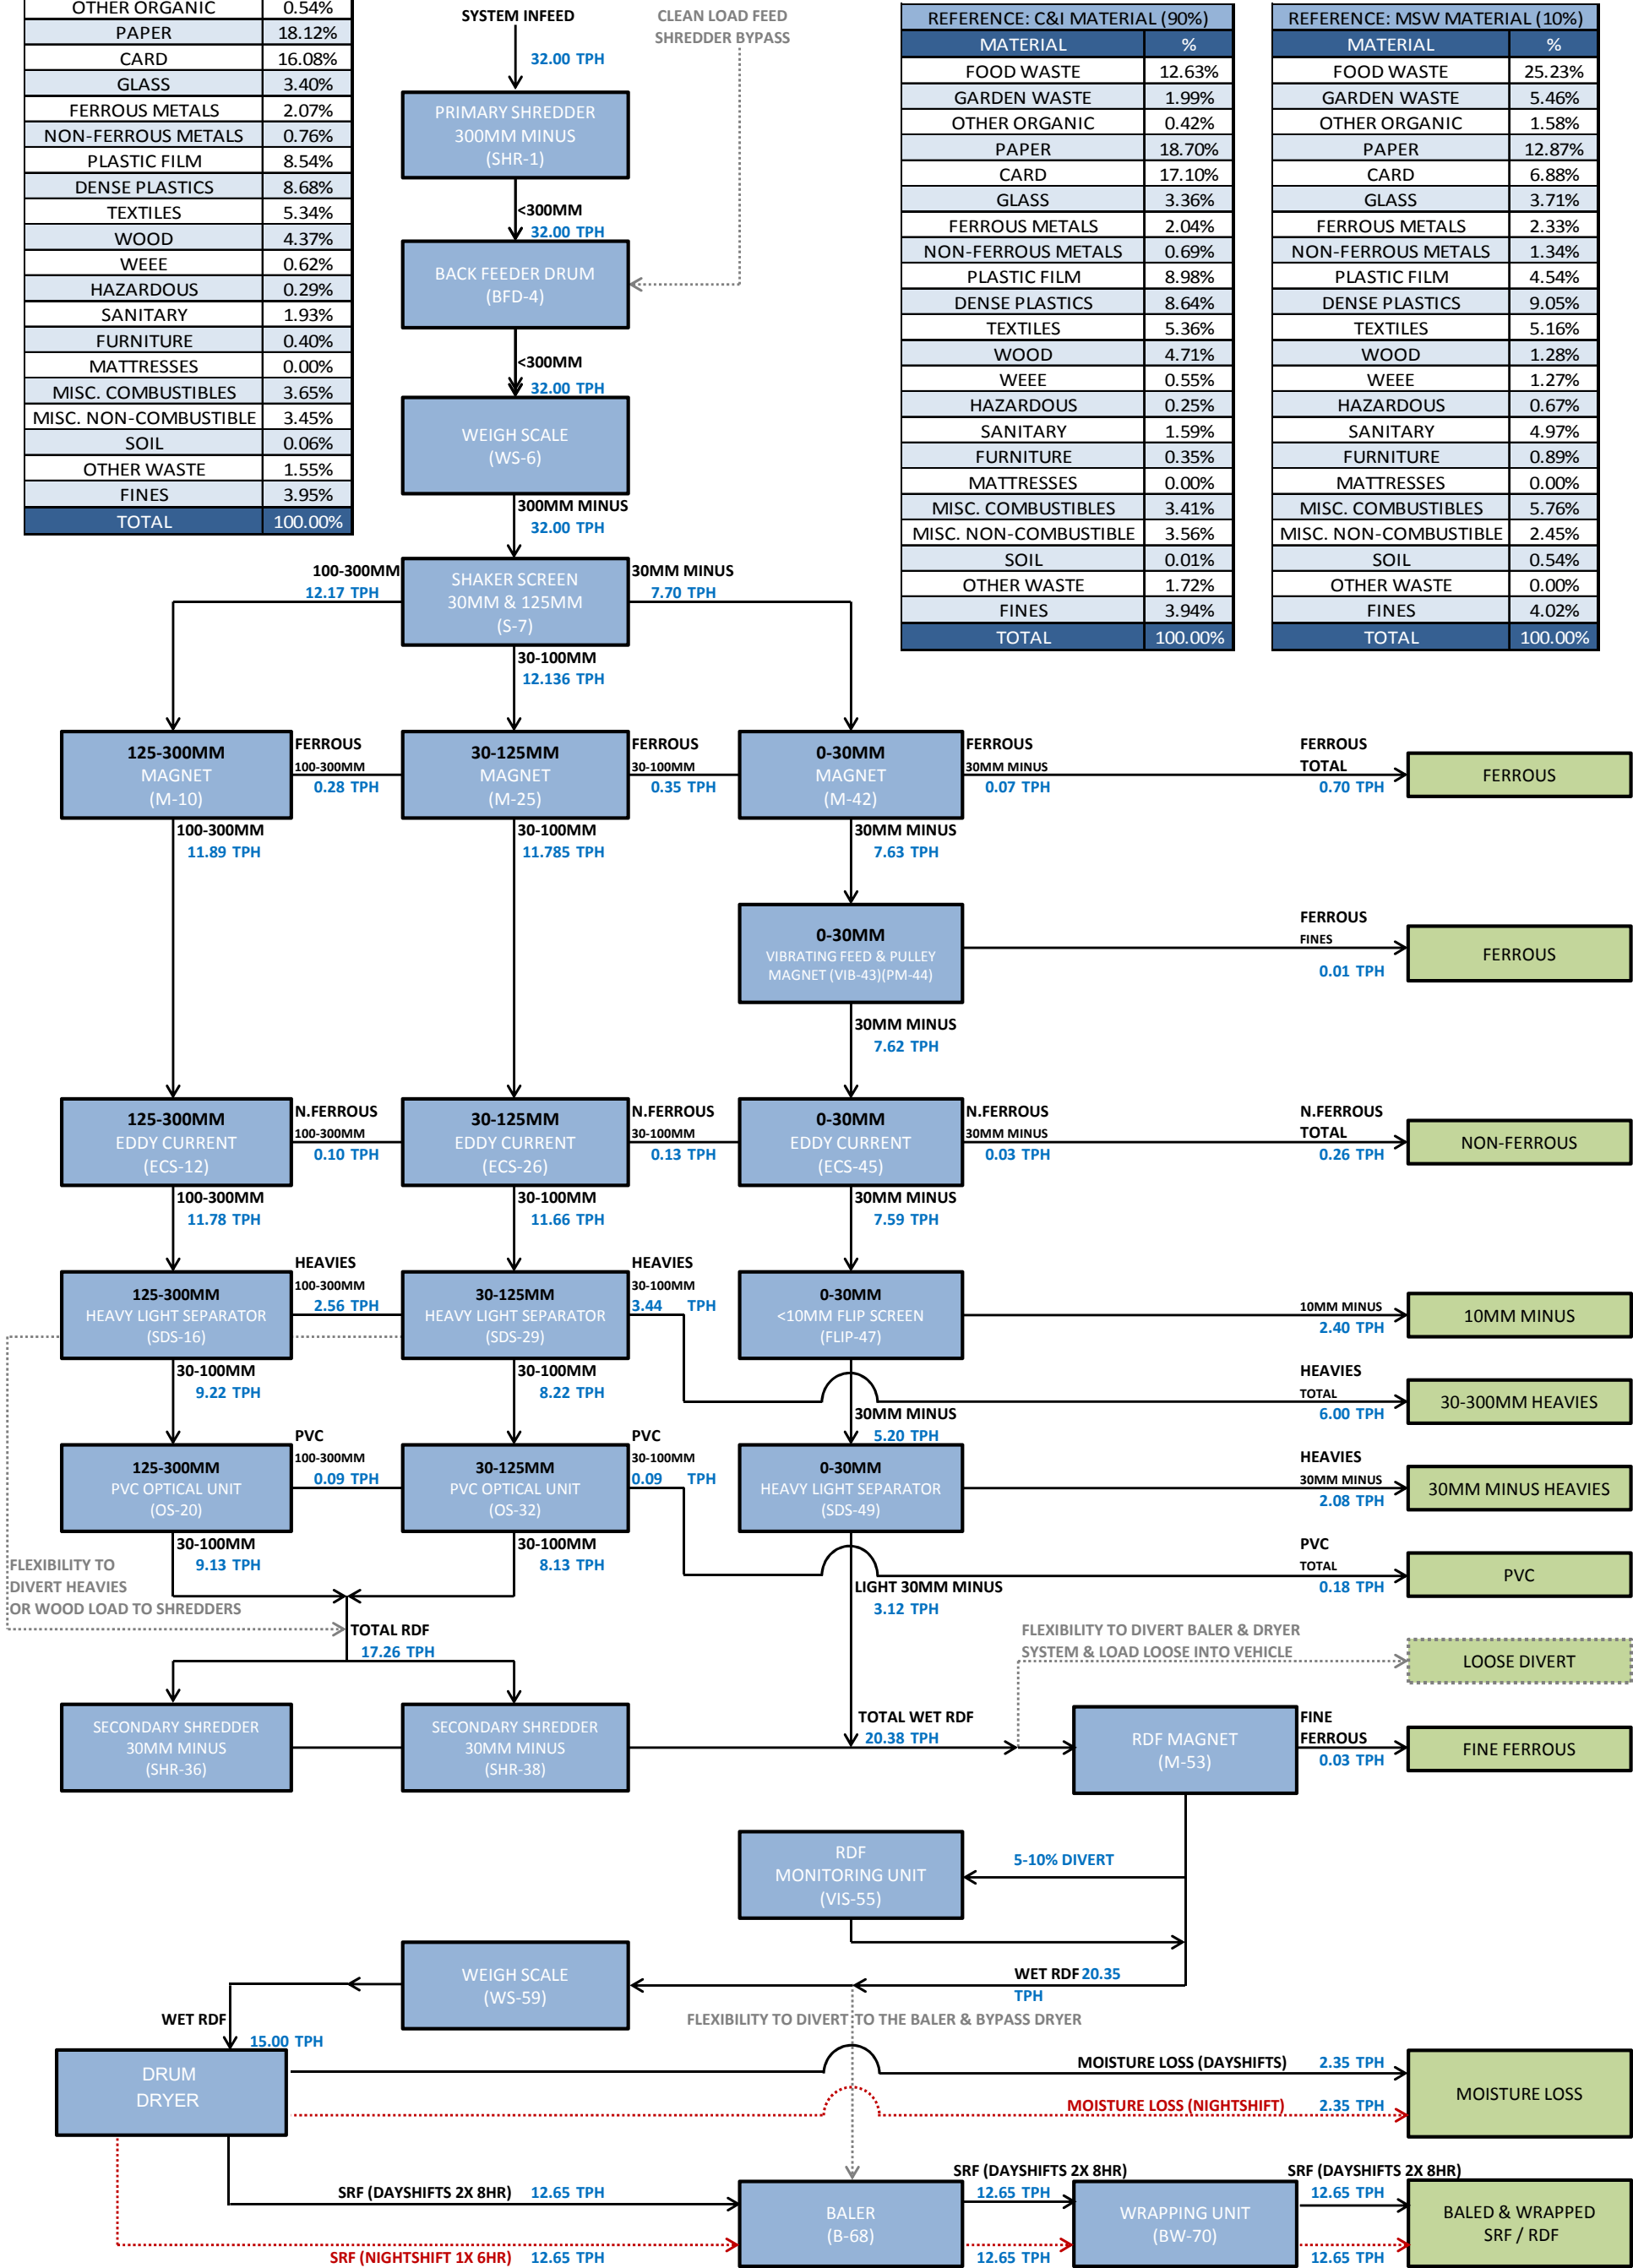 OTHER ORGANIC 0.54%
PAPER 18.12%
CARD 16.08%
GLASS 3.40%
FERROUS METALS 2.07%
NON-FERROUS METALS 0.76%
PLASTIC FILM 8.54%
DENSE PLASTICS 8.68%
TEXTILES 5.34%
WOOD 4.37%
WEEE 0.62%
HAZARDOUS 0.29%
SANITARY 1.93%
FURNITURE 0.40%
MATTRESSES 0.00%
MISC. COMBUSTIBLES 3.65%
MISC. NON-COMBUSTIBLE 3.45%
SOIL 0.06%
OTHER WASTE 1.55%
FINES 3.95%
TOTAL 100.00%
SYSTEM INFEED
32.00 TPH
CLEAN LOAD FEED
SHREDDER BYPASS
PRIMARY SHREDDER
300MM MINUS
(SHR-1)
<300MM
32.00 TPH
BACK FEEDER DRUM
(BFD-4)
<300MM
32.00 TPH
WEIGH SCALE
(WS-6)
300MM MINUS
32.00 TPH
REFERENCE: C&I MATERIAL (90%)
MATERIAL %
FOOD WASTE 12.63%
GARDEN WASTE 1.99%
OTHER ORGANIC 0.42%
PAPER 18.70%
CARD 17.10%
GLASS 3.36%
FERROUS METALS 2.04%
NON-FERROUS METALS 0.69%
PLASTIC FILM 8.98%
DENSE PLASTICS 8.64%
TEXTILES 5.36%
WOOD 4.71%
WEEE 0.55%
HAZARDOUS 0.25%
SANITARY 1.59%
FURNITURE 0.35%
MATTRESSES 0.00%
MISC. COMBUSTIBLES 3.41%
MISC. NON-COMBUSTIBLE 3.56%
SOIL 0.01%
OTHER WASTE 1.72%
FINES 3.94%
TOTAL 100.00%
REFERENCE: MSW MATERIAL (10%)
MATERIAL %
FOOD WASTE 25.23%
GARDEN WASTE 5.46%
OTHER ORGANIC 1.58%
PAPER 12.87%
CARD 6.88%
GLASS 3.71%
FERROUS METALS 2.33%
NON-FERROUS METALS 1.34%
PLASTIC FILM 4.54%
DENSE PLASTICS 9.05%
TEXTILES 5.16%
WOOD 1.28%
WEEE 1.27%
HAZARDOUS 0.67%
SANITARY 4.97%
FURNITURE 0.89%
MATTRESSES 0.00%
MISC. COMBUSTIBLES 5.76%
MISC. NON-COMBUSTIBLE 2.45%
SOIL 0.54%
OTHER WASTE 0.00%
FINES 4.02%
TOTAL 100.00%
100-300MM
12.17 TPH
SHAKER SCREEN
30MM & 125MM
(S-7)
30MM MINUS
7.70 TPH
30-100MM
12.136 TPH
125-300MM
MAGNET
(M-10)
FERROUS
100-300MM
0.28 TPH
30-125MM
MAGNET
(M-25)
FERROUS
30-100MM
0.35 TPH
0-30MM
MAGNET
(M-42)
FERROUS
30MM MINUS
0.07 TPH
FERROUS
TOTAL
0.70 TPH
FERROUS
100-300MM
11.89 TPH
30-100MM
11.785 TPH
30MM MINUS
7.63 TPH
0-30MM
VIBRATING FEED & PULLEY
MAGNET (VIB-43)(PM-44)
FERROUS
FINES
0.01 TPH
FERROUS
30MM MINUS
7.62 TPH
125-300MM
EDDY CURRENT
(ECS-12)
N.FERROUS
100-300MM
0.10 TPH
30-125MM
EDDY CURRENT
(ECS-26)
N.FERROUS
30-100MM
0.13 TPH
0-30MM
EDDY CURRENT
(ECS-45)
N.FERROUS
30MM MINUS
0.03 TPH
N.FERROUS
TOTAL
0.26 TPH
NON-FERROUS
100-300MM
11.78 TPH
30-100MM
11.66 TPH
30MM MINUS
7.59 TPH
125-300MM
HEAVY LIGHT SEPARATOR
(SDS-16)
HEAVIES
100-300MM
2.56 TPH
30-125MM
HEAVY LIGHT SEPARATOR
(SDS-29)
HEAVIES
30-100MM
3.44 TPH
0-30MM
<10MM FLIP SCREEN
(FLIP-47)
10MM MINUS
2.40 TPH
10MM MINUS
30-100MM
9.22 TPH
30-100MM
8.22 TPH
HEAVIES
TOTAL
6.00 TPH
30-300MM HEAVIES
30MM MINUS
5.20 TPH
125-300MM
PVC OPTICAL UNIT
(OS-20)
PVC
100-300MM
0.09 TPH
30-125MM
PVC OPTICAL UNIT
(OS-32)
PVC
30-100MM
0.09 TPH
0-30MM
HEAVY LIGHT SEPARATOR
(SDS-49)
HEAVIES
30MM MINUS
2.08 TPH
30MM MINUS HEAVIES
30-100MM
9.13 TPH
30-100MM
8.13 TPH
PVC
TOTAL
0.18 TPH
PVC
FLEXIBILITY TO
DIVERT HEAVIES
OR WOOD LOAD TO SHREDDERS
LIGHT 30MM MINUS
3.12 TPH
TOTAL RDF
17.26 TPH
FLEXIBILITY TO DIVERT BALER & DRYER
SYSTEM & LOAD LOOSE INTO VEHICLE
LOOSE DIVERT
SECONDARY SHREDDER
30MM MINUS
(SHR-36)
SECONDARY SHREDDER
30MM MINUS
(SHR-38)
TOTAL WET RDF
20.38 TPH
RDF MAGNET
(M-53)
FINE
FERROUS
0.03 TPH
FINE FERROUS
RDF
MONITORING UNIT
(VIS-55)
5-10% DIVERT
WEIGH SCALE
(WS-59)
WET RDF 20.35
TPH
FLEXIBILITY TO DIVERT TO THE BALER & BYPASS DRYER
WET RDF
15.00 TPH
DRUM
DRYER
MOISTURE LOSS (DAYSHIFTS) 2.35 TPH
MOISTURE LOSS (NIGHTSHIFT) 2.35 TPH
MOISTURE LOSS
SRF (DAYSHIFTS 2X 8HR) 12.65 TPH
SRF (NIGHTSHIFT 1X 6HR) 12.65 TPH
BALER
(B-68)
SRF (DAYSHIFTS 2X 8HR)
12.65 TPH
12.65 TPH
WRAPPING UNIT
(BW-70)
SRF (DAYSHIFTS 2X 8HR)
12.65 TPH
12.65 TPH
BALED & WRAPPED
SRF / RDF